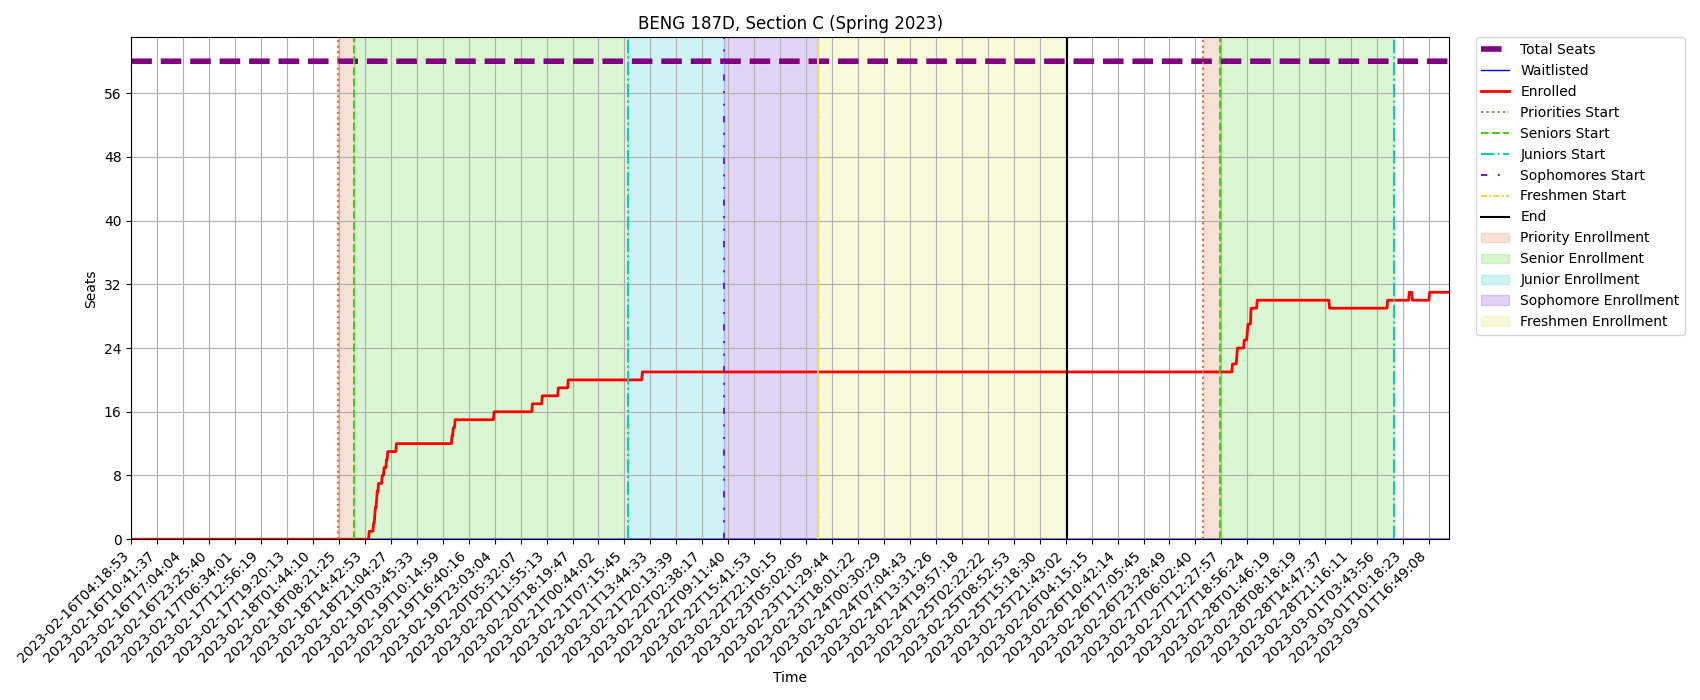 BENG 187D, Section C (Spring 2023)
Total Seats
Waitlisted
Enrolled
Priorities Start
Seniors Start
Juniors Start
Sophomores Start
Freshmen Start
End
Priority Enrollment
Senior Enrollment
Junior Enrollment
Sophomore Enrollment
Freshmen Enrollment
Seats
56
48
40
32
24
16
8
0
2023-02-16T04:18:53
2023-02-16T10:41:37
2023-02-16T17:04:04
2023-02-16T23:25:40
2023-02-17T06:34:01
2023-02-17T12:56:19
2023-02-17T19:20:13
2023-02-18T01:44:10
2023-02-18T08:21:25
2023-02-18T14:42:53
2023-02-18T21:04:27
2023-02-19T03:45:33
2023-02-19T10:14:59
2023-02-19T16:40:16
2023-02-19T23:03:04
2023-02-20T05:32:07
2023-02-20T11:55:13
2023-02-20T18:19:47
2023-02-21T00:44:02
2023-02-21T07:15:45
2023-02-21T13:44:33
2023-02-21T20:13:39
2023-02-22T02:38:17
2023-02-22T09:11:40
2023-02-22T15:41:53
2023-02-22T22:10:15
2023-02-23T05:02:05
2023-02-23T11:29:44
2023-02-23T18:01:22
2023-02-24T00:30:29
2023-02-24T07:04:43
2023-02-24T13:31:26
2023-02-24T19:57:18
2023-02-25T02:22:22
2023-02-25T08:52:53
2023-02-25T15:18:30
2023-02-25T21:43:02
2023-02-26T04:15:15
2023-02-26T10:42:14
2023-02-26T17:05:45
2023-02-26T23:28:49
2023-02-27T06:02:40
2023-02-27T12:27:57
2023-02-27T18:56:24
2023-02-28T01:46:19
2023-02-28T08:18:19
2023-02-28T14:47:37
2023-02-28T21:16:11
2023-03-01T03:43:56
2023-03-01T10:18:23
2023-03-01T16:49:08
Time